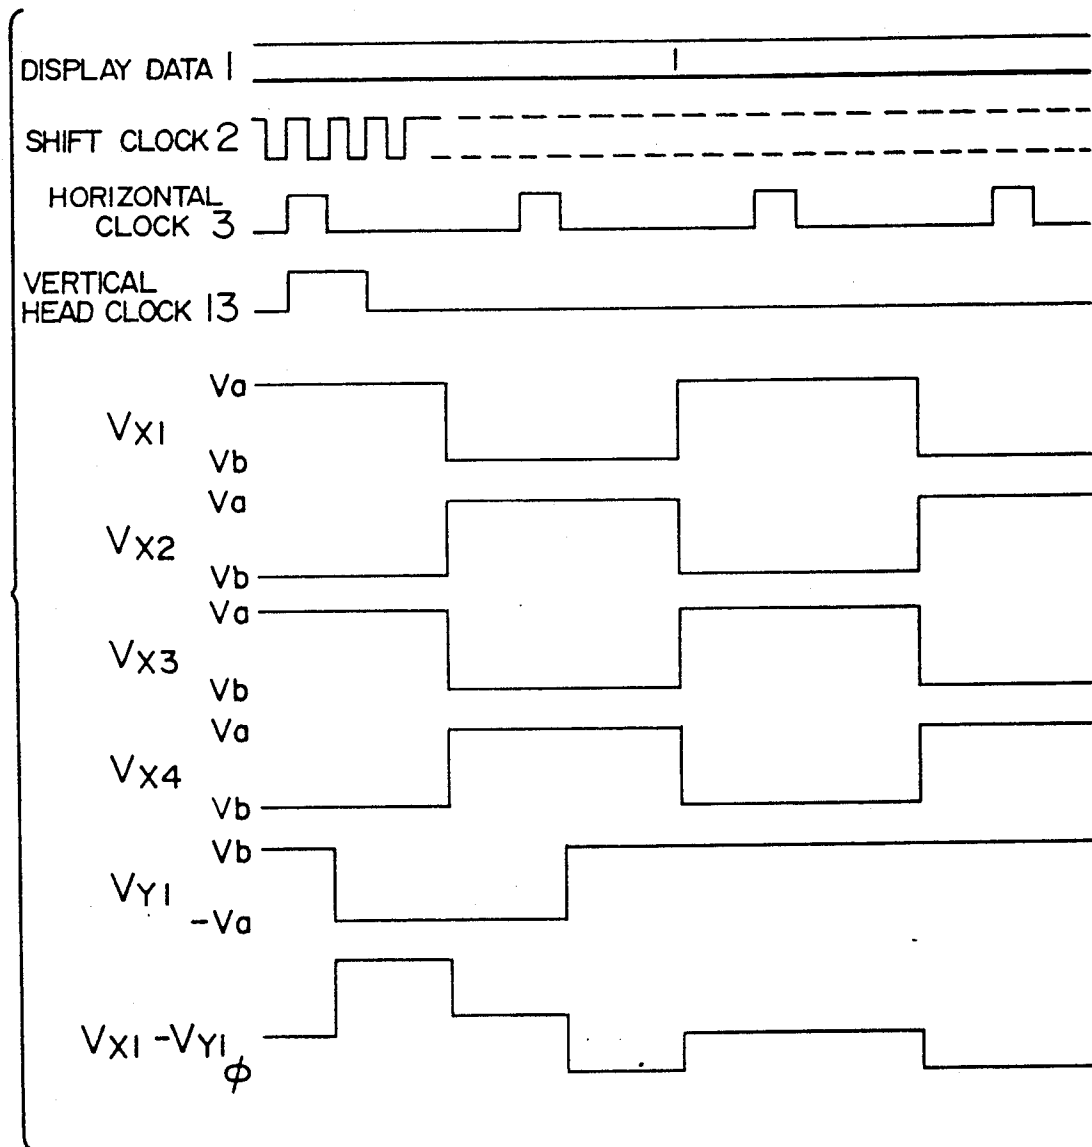 DISPLAY DATA 1
1
SHIFT CLOCK 2
HORIZONTAL
CLOCK 3
VERTICAL
HEAD CLOCK 13
Va
VX1
Vb
Va
VX2
Vb
Va
VX3
Vb
Va
VX4
Vb
Vb
VY1
-Va
VX1 -VY1
ϕ